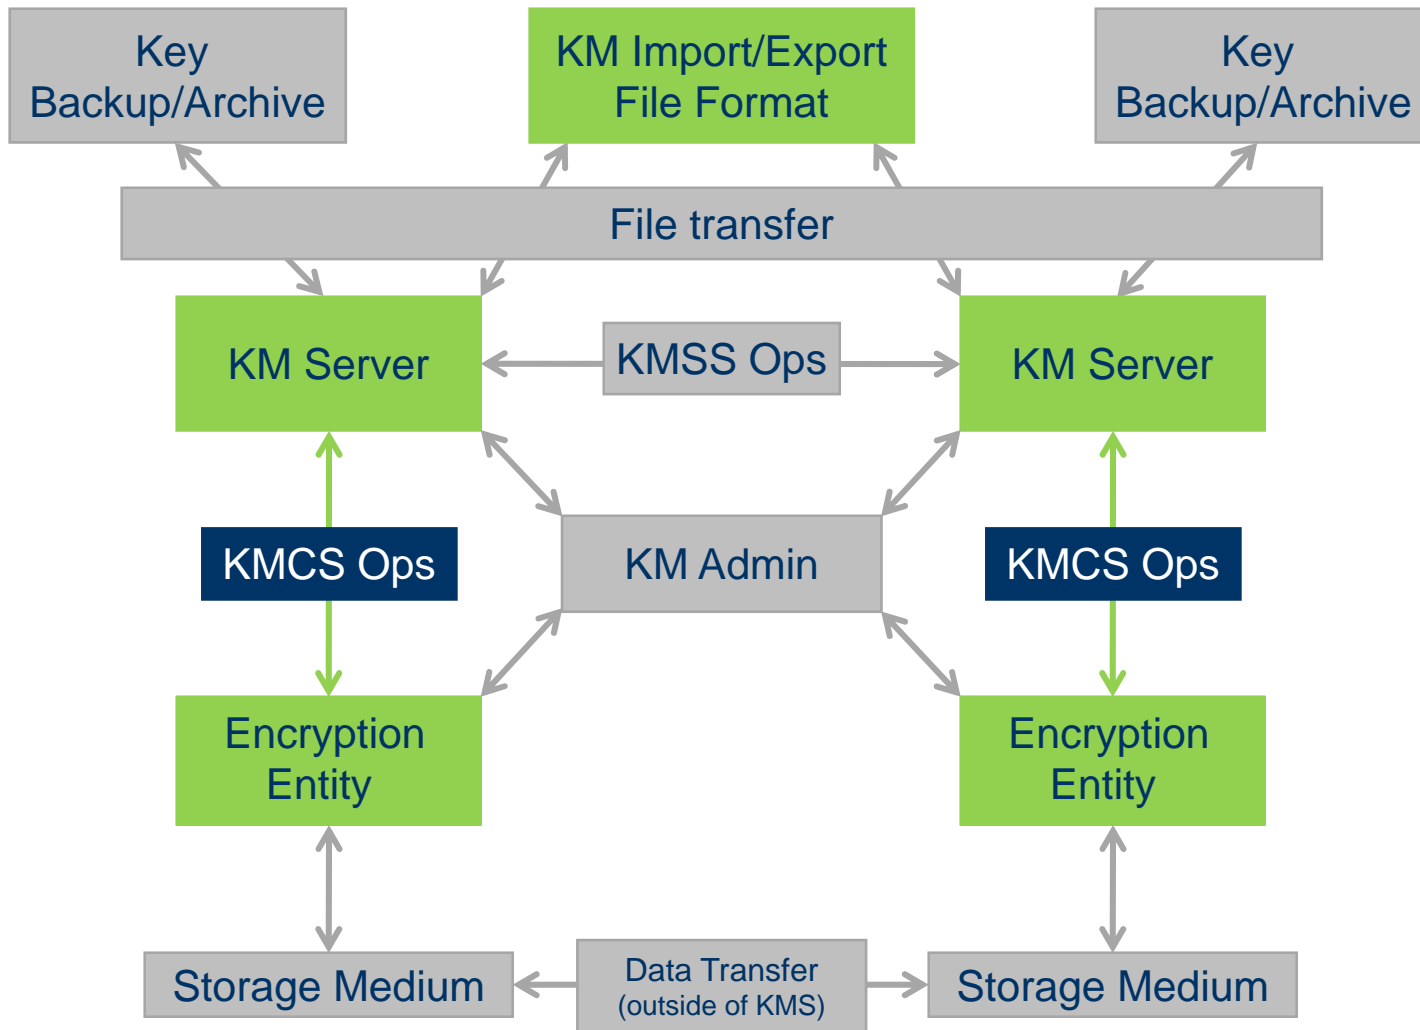 Key
Backup/Archive
KM Import/Export
File Format
Key
Backup/Archive
File transfer
KM Server
KMSS Ops
KM Server
KMCS Ops
KM Admin
KMCS Ops
Encryption
Entity
Encryption
Entity
Storage Medium
Data Transfer
(outside of KMS)
Storage Medium